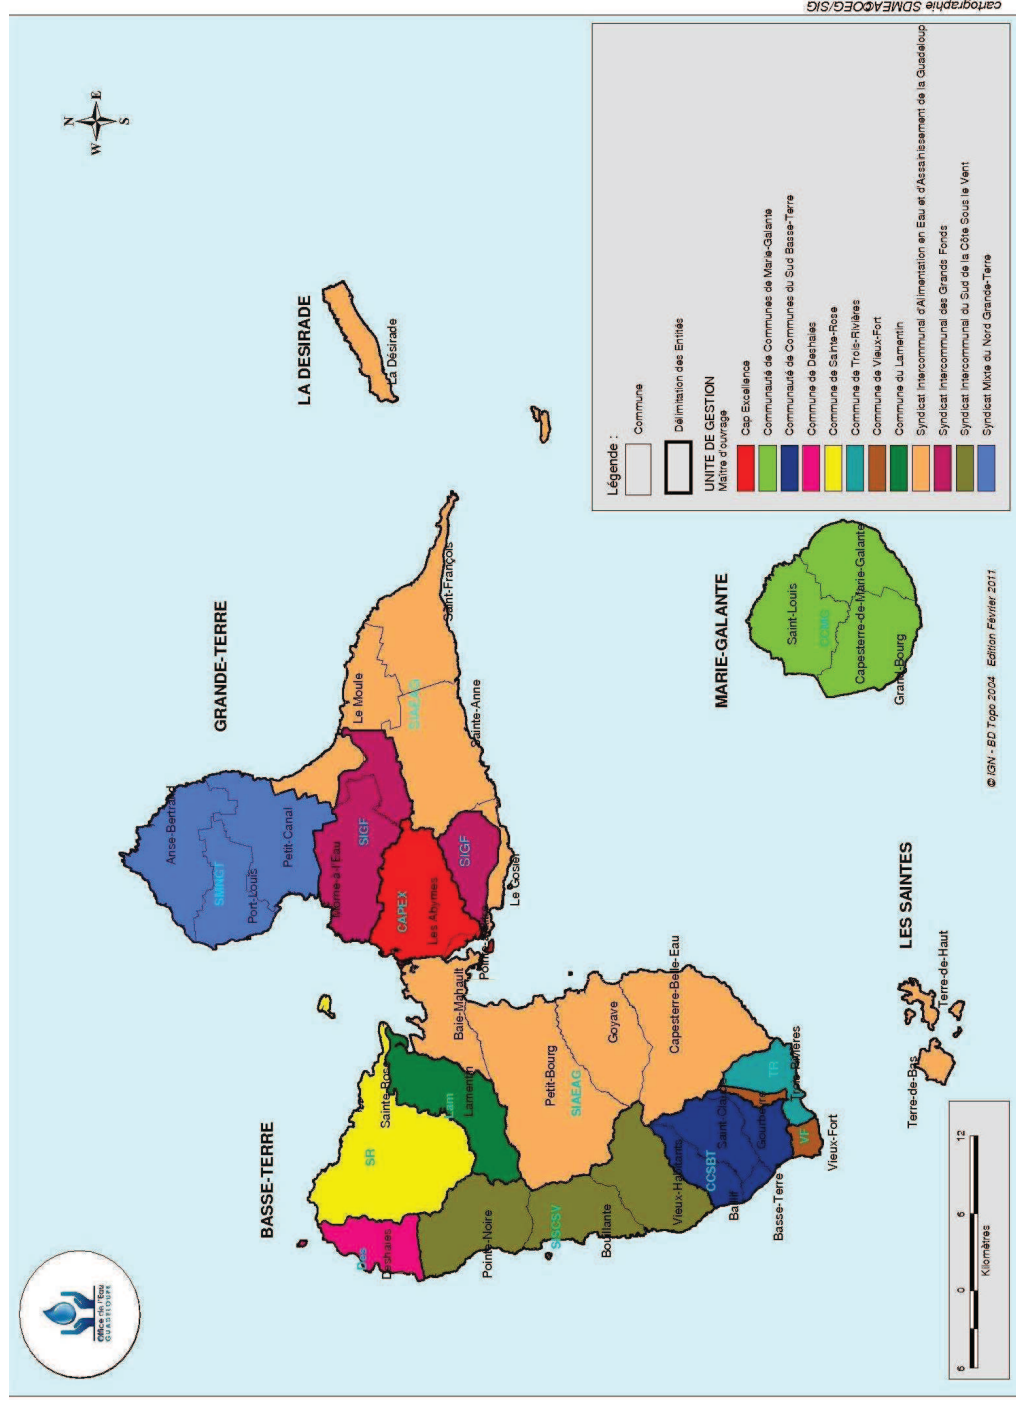 cartographie SDMEA©OEG/SIG
N
W
E
S
Office de l'Eau
GUADELOUPE
BASSE-TERRE
GRANDE-TERRE
LA DESIRADE
La Désirade
Anse-Bertrand
SMNGT
Port-Louis
Petit-Canal
Morne-à-l'Eau
SIGF
Le Moule
SIAEAG
Saint-François
Sainte-Anne
CAPEX
Les Abymes
SIGF
Le Gosier
Baie-Mahault
Sainte-Rose
SR
Lam
Lamentin
Des
Deshaies
Petit-Bourg
SIAEAG
Goyave
Capesterre-Belle-Eau
Pointe-Noire
SISCSV
Bouillante
Vieux-Habitants
CCSBT
Baillif
Saint-Claude
Gourbeyre
Basse-Terre
TR
Trois-Rivières
VF
Vieux-Fort
MARIE-GALANTE
Saint-Louis
CCMG
Capesterre-de-Marie-Galante
Grand-Bourg
LES SAINTES
Terre-de-Haut
Terre-de-Bas
Légende :
Commune
Délimitation des Entités
UNITE DE GESTION
Maître d'ouvrage
Cap Excellence
Communauté de Communes de Marie-Galante
Communauté de Communes du Sud Basse-Terre
Commune de Deshaies
Commune de Sainte-Rose
Commune de Trois-Rivières
Commune de Vieux-Fort
Commune du Lamentin
Syndicat Intercommunal d'Alimentation en Eau et d'Assainissement de la Guadeloup
Syndicat Intercommunal des Grands Fonds
Syndicat Intercommunal du Sud de la Côte Sous le Vent
Syndicat Mixte du Nord Grande-Terre
© IGN - BD Topo 2004 Edition Février 2011
6 0 6 12
Kilomètres